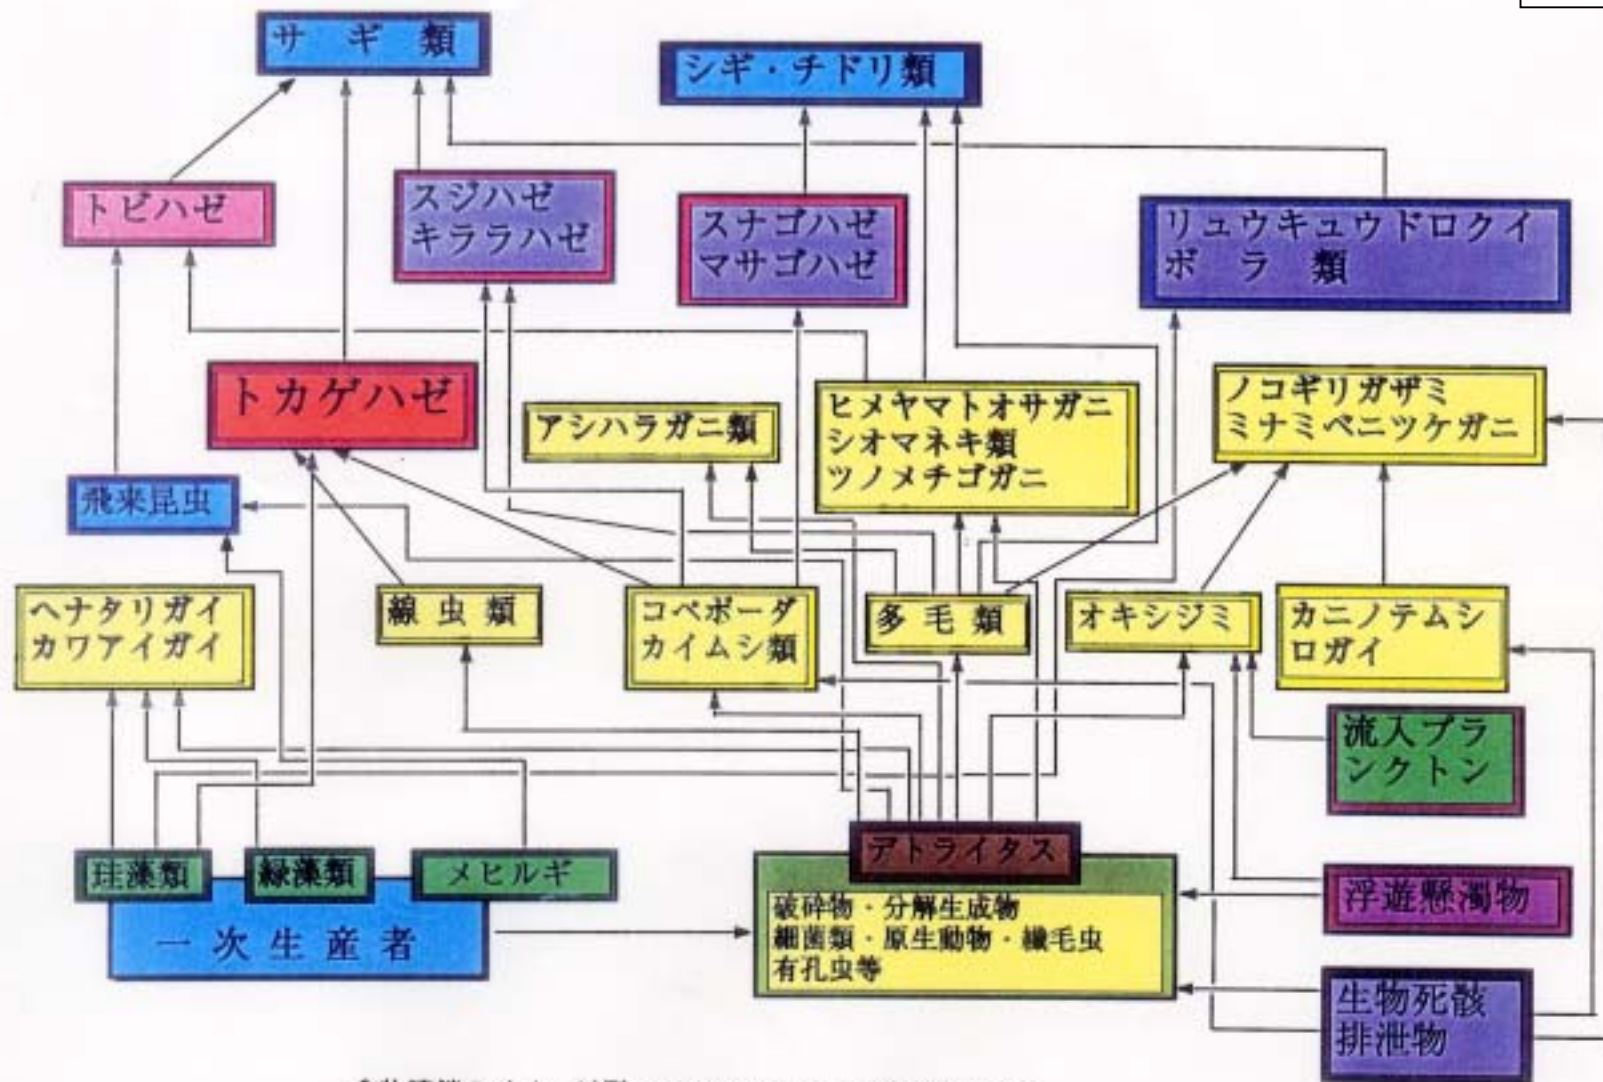 サギ類
シギ・チドリ類
トビハゼ
スジハゼ
キララハゼ
スナゴハゼ
マサゴハゼ
リュウキュウドロクイ
ボラ類
トカゲハゼ
アシハラガニ類
ヒメヤマトオサガニ
シオマネキ類
ツノメチゴガニ
ノコギリガザミ
ミナミベニツケガニ
飛来昆虫
ヘナタリガイ
カワアイガイ
線虫類
コペポーダ
カイムシ類
多毛類
オキシジミ
カニノテムシ
ロガイ
流入プラ
ンクトン
珪藻類
緑藻類
メヒルギ
一次生産者
デトライタス
破砕物・分解生成物
細菌類・原生動物・繊毛虫
有孔虫等
浮遊懸濁物
生物死骸
排泄物